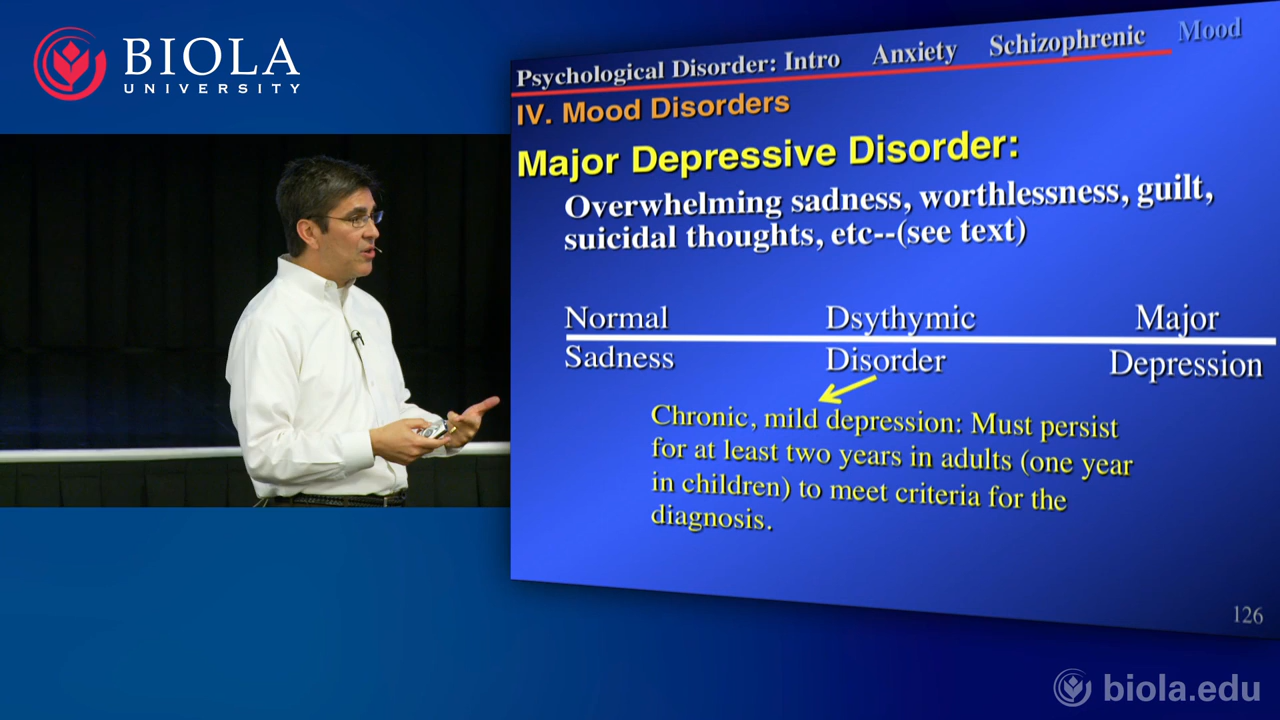 BIOLA
UNIVERSITY
Psychological Disorder: Intro Anxiety Schizophrenic Mood
IV. Mood Disorders
Major Depressive Disorder:
Overwhelming sadness, worthlessness, guilt,
suicidal thoughts, etc--(see text)
Normal Dsythymic Major
Sadness Disorder Depression
Chronic, mild depression: Must persist
for at least two years in adults (one year
in children) to meet criteria for the
diagnosis.
126
biola.edu